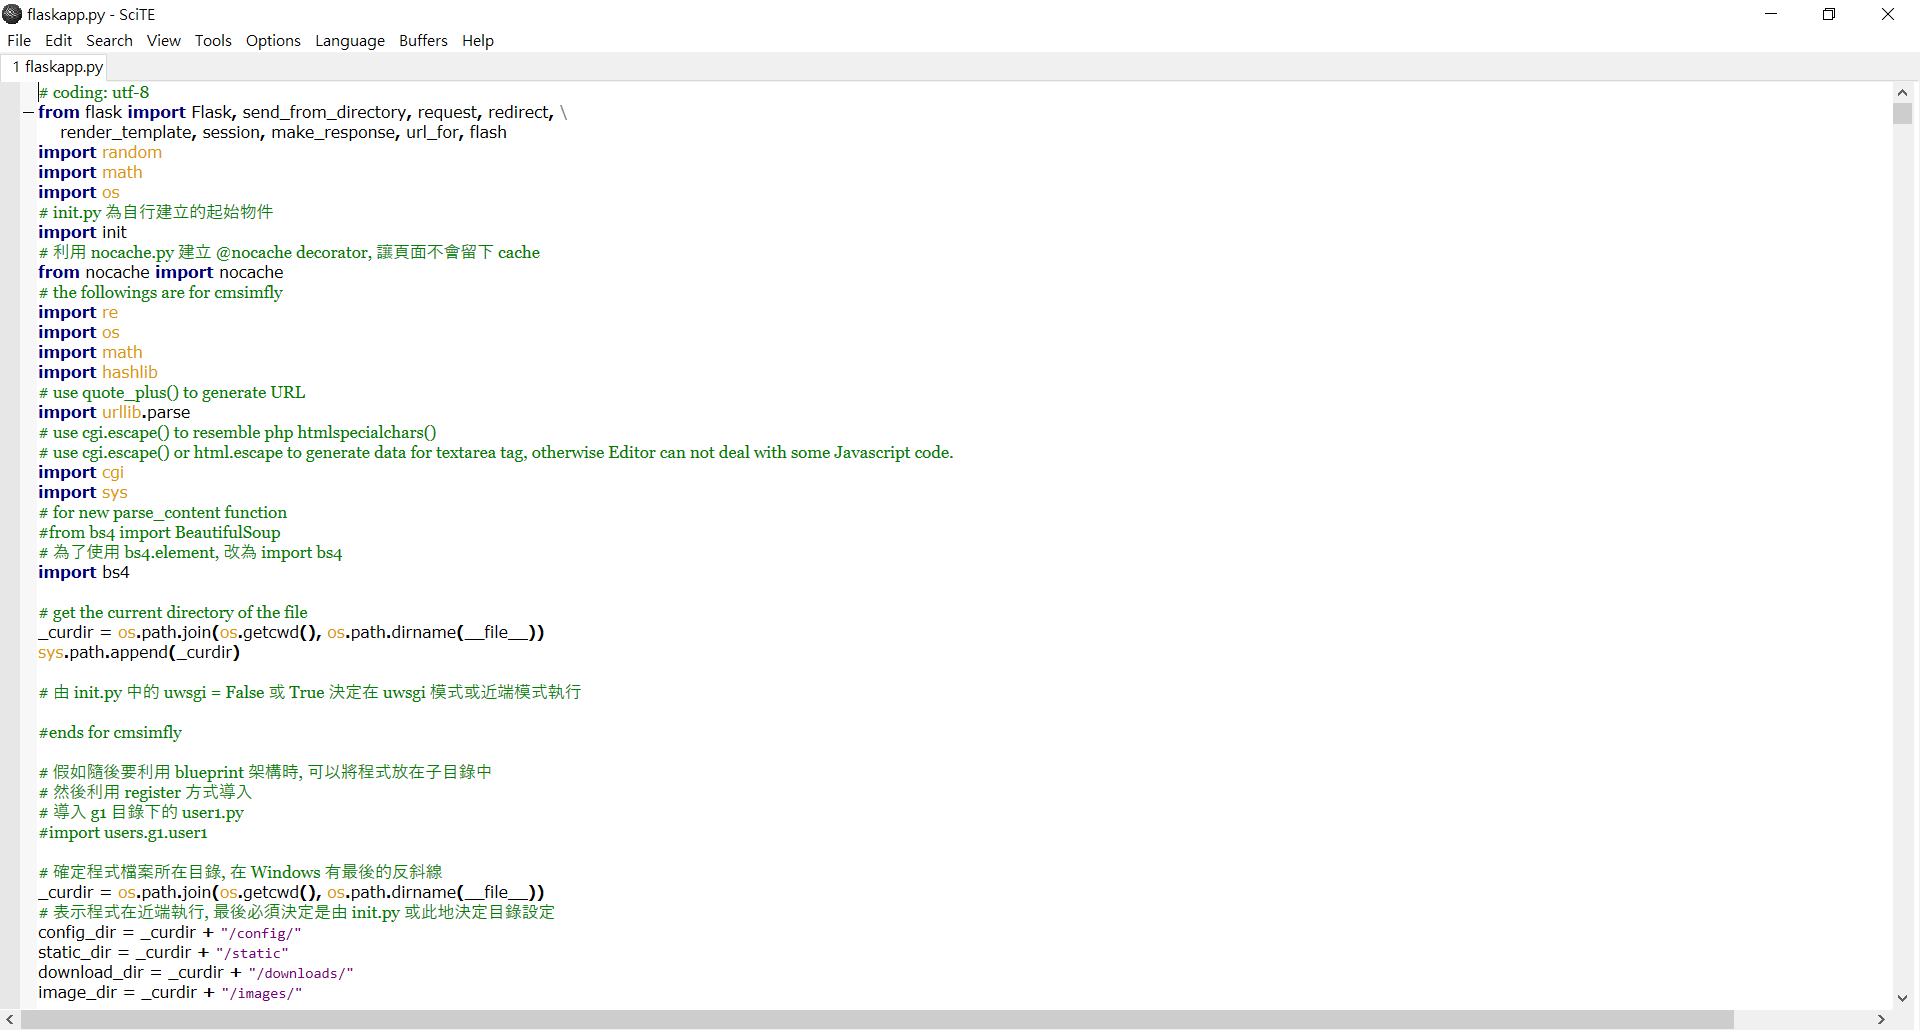 flaskapp.py - SciTE
File Edit Search View Tools Options Language Buffers Help
1 flaskapp.py
# coding: utf-8
from flask import Flask, send_from_directory, request, redirect, \
render_template, session, make_response, url_for, flash
import random
import math
import os
# init.py 為自行建立的起始物件
import init
# 利用 nocache.py 建立 @nocache decorator, 讓頁面不會留下 cache
from nocache import nocache
# the followings are for cmsimfly
import re
import os
import math
import hashlib
# use quote_plus() to generate URL
import urllib.parse
# use cgi.escape() to resemble php htmlspecialchars()
# use cgi.escape() or html.escape to generate data for textarea tag, otherwise Editor can not deal with some Javascript code.
import cgi
import sys
# for new parse_content function
#from bs4 import BeautifulSoup
# 為了使用 bs4.element, 改為 import bs4
import bs4
# get the current directory of the file
_curdir = os.path.join(os.getcwd(), os.path.dirname(__file__))
sys.path.append(_curdir)
# 由 init.py 中的 uwsgi = False 或 True 決定在 uwsgi 模式或近端模式執行
#ends for cmsimfly
# 假如隨後要利用 blueprint 架構時, 可以將程式放在子目錄中
# 然後利用 register 方式導入
# 導入 g1 目錄下的 user1.py
#import users.g1.user1
# 確定程式檔案所在目錄, 在 Windows 有最後的反斜線
_curdir = os.path.join(os.getcwd(), os.path.dirname(__file__))
# 表示程式在近端執行, 最後必須決定是由 init.py 或此地決定目錄設定
config_dir = _curdir + "/config/"
static_dir = _curdir + "/static"
download_dir = _curdir + "/downloads/"
image_dir = _curdir + "/images/"